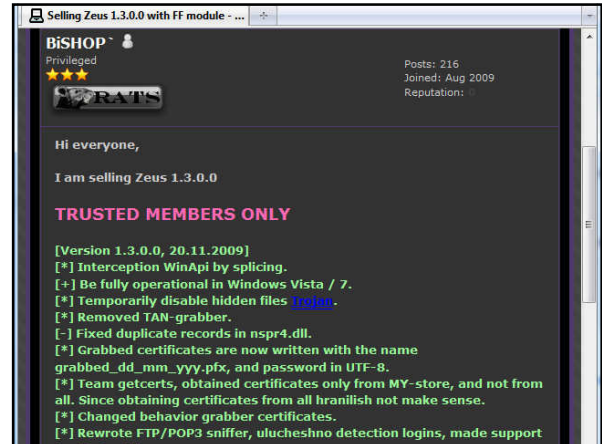 Selling Zeus 1.3.0.0 with FF module - ...
BiSHOP`
Privileged
RATS
Posts: 216
Joined: Aug 2009
Reputation: 0
Hi everyone,
I am selling Zeus 1.3.0.0
TRUSTED MEMBERS ONLY
[Version 1.3.0.0, 20.11.2009]
[*] Interception WinApi by splicing.
[+] Be fully operational in Windows Vista / 7.
[*] Temporarily disable hidden files Trojan.
[*] Removed TAN-grabber.
[-] Fixed duplicate records in nspr4.dll.
[*] Grabbed certificates are now written with the name
grabbed_dd_mm_yyy.pfx, and password in UTF-8.
[*] Team getcerts, obtained certificates only from MY-store, and not from
all. Since obtaining certificates from all hranilish not make sense.
[*] Changed behavior grabber certificates.
[*] Rewrote FTP/POP3 sniffer, ulucheshno detection logins, made support